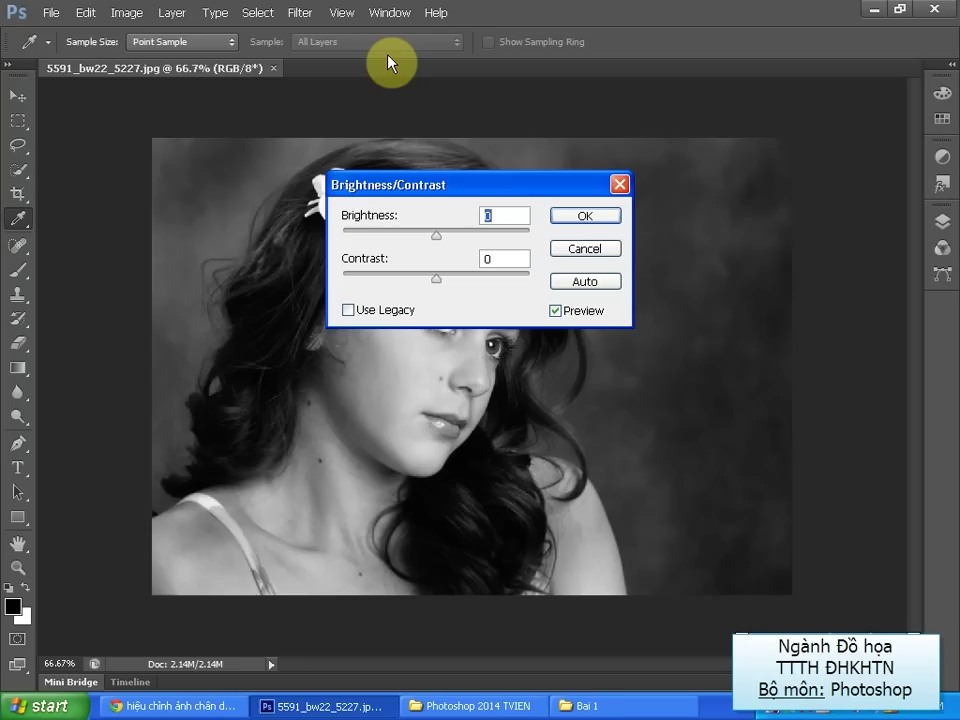 Ps File Edit Image Layer Type Select Filter View Window Help
Sample Size: Point Sample Sample: All Layers Show Sampling Ring
5591_bw22_5227.jpg @ 66.7% (RGB/8*) ×
Brightness/Contrast
Brightness: 0 OK
Cancel
Contrast: 0
Auto
Use Legacy Preview
T
66.67% Doc: 2.14M/2.14M
Mini Bridge Timeline
Ngành Đồ họa
TTTH ĐHKHTN
Bộ môn: Photoshop
start hiệu chỉnh ảnh chân d... Ps 5591_bw22_5227.jp... Photoshop 2014 TVIEN Bai 1